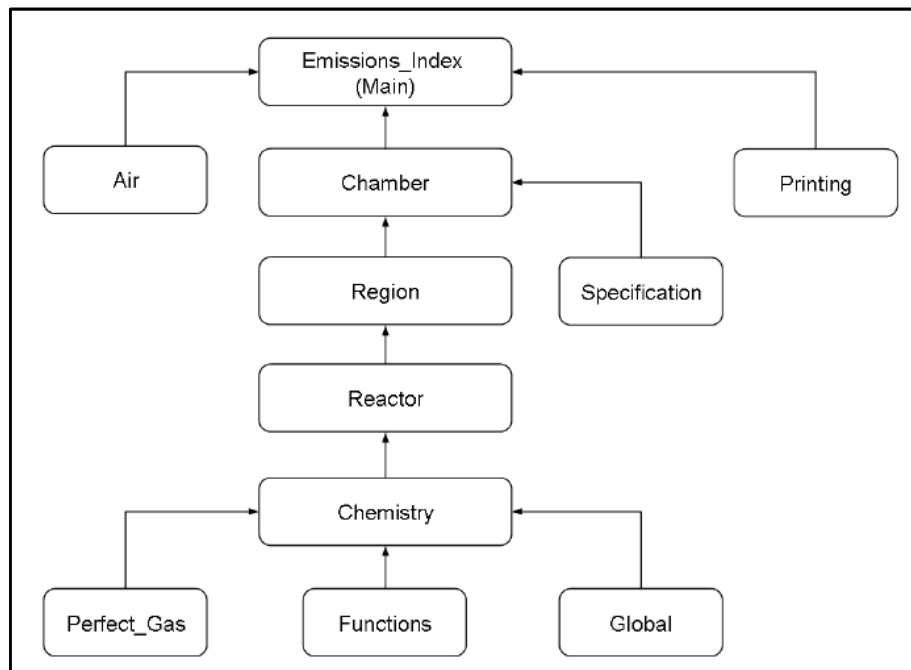 Emissions_Index
(Main)
Air
Chamber
Printing
Region
Specification
Reactor
Chemistry
Perfect_Gas
Functions
Global